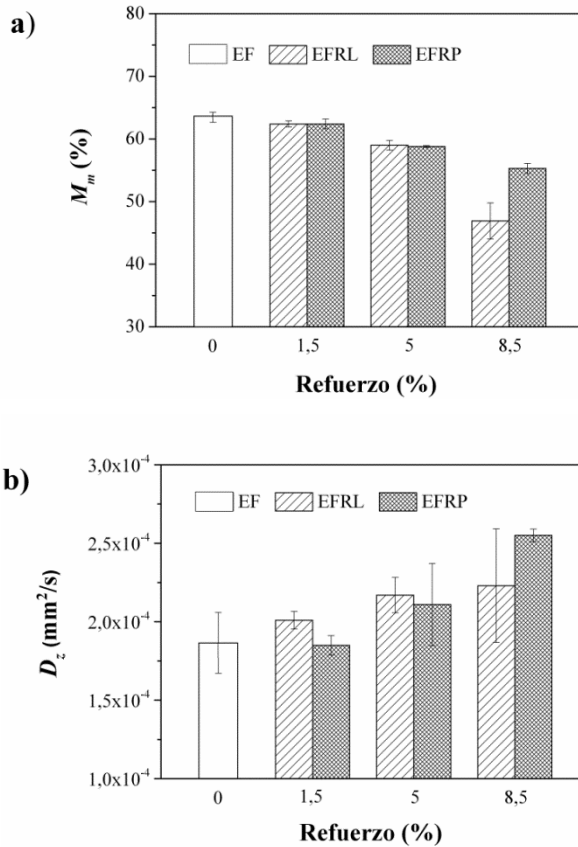 a)
80
70
60
50
40
30
M_m (%)
EF EFRL EFRP
0 1,5 5 8,5
Refuerzo (%)
b)
3,0x10⁻⁴
2,5x10⁻⁴
2,0x10⁻⁴
1,5x10⁻⁴
1,0x10⁻⁴
D_z (mm²/s)
EF EFRL EFRP
0 1,5 5 8,5
Refuerzo (%)